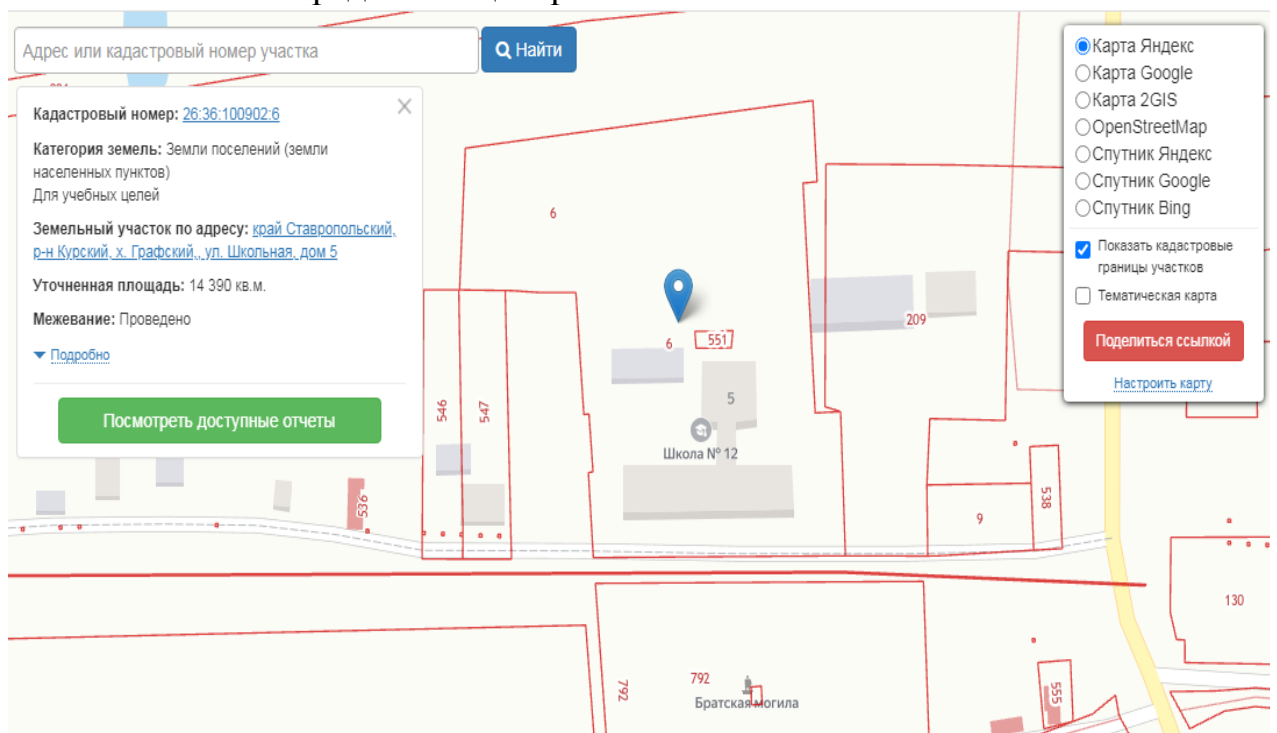 Адрес или кадастровый номер участка
Найти
Кадастровый номер: 26:36:100902:6
Категория земель: Земли поселений (земли
населенных пунктов)
Для учебных целей
Земельный участок по адресу: край Ставропольский,
р-н Курский, х. Графский,, ул. Школьная, дом 5
Уточненная площадь: 14 390 кв.м.
Межевание: Проведено
Подробно
Посмотреть доступные отчеты
Карта Яндекс
Карта Google
Карта 2GIS
OpenStreetMap
Спутник Яндекс
Спутник Google
Спутник Bing
Показать кадастровые
границы участков
Тематическая карта
Поделиться ссылкой
Настроить карту
6
6
551
209
5
Школа № 12
546
547
536
538
9
130
792
792
Братская могила
555